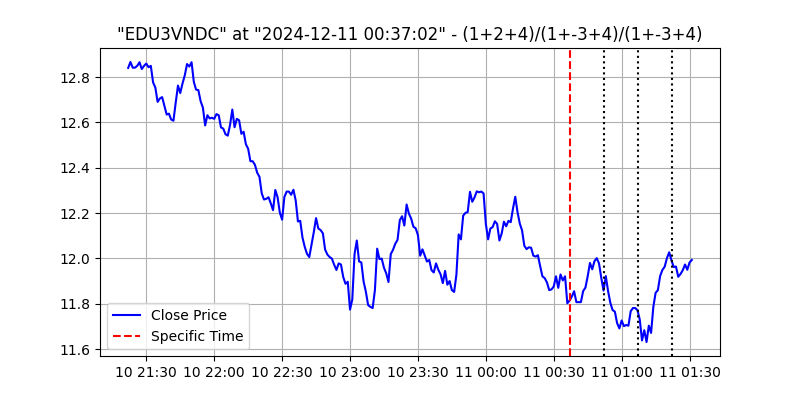 "EDU3VNDC" at "2024-12-11 00:37:02" - (1+2+4)/(1+-3+4)/(1+-3+4)
12.8
12.6
12.4
12.2
12.0
11.8
11.6
Close Price
Specific Time
10 21:30 10 22:00 10 22:30 10 23:00 10 23:30 11 00:00 11 00:30 11 01:00 11 01:30